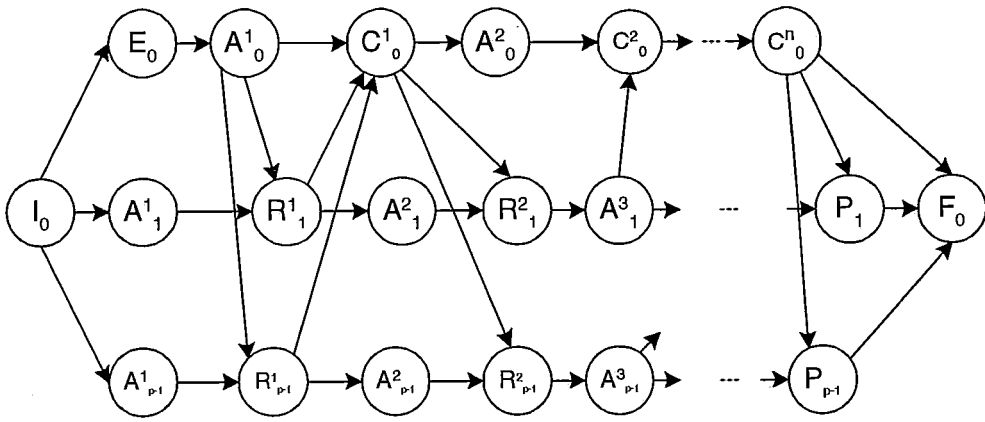 E₀ A¹₀ C¹₀ A²₀ C²₀ --- Cⁿ₀
I₀ A¹₁ R¹₁ A²₁ R²₁ A³₁ --- P₁ F₀
A¹ₚ₋₁ R¹ₚ₋₁ A²ₚ₋₁ R²ₚ₋₁ A³ₚ₋₁ --- Pₚ₋₁